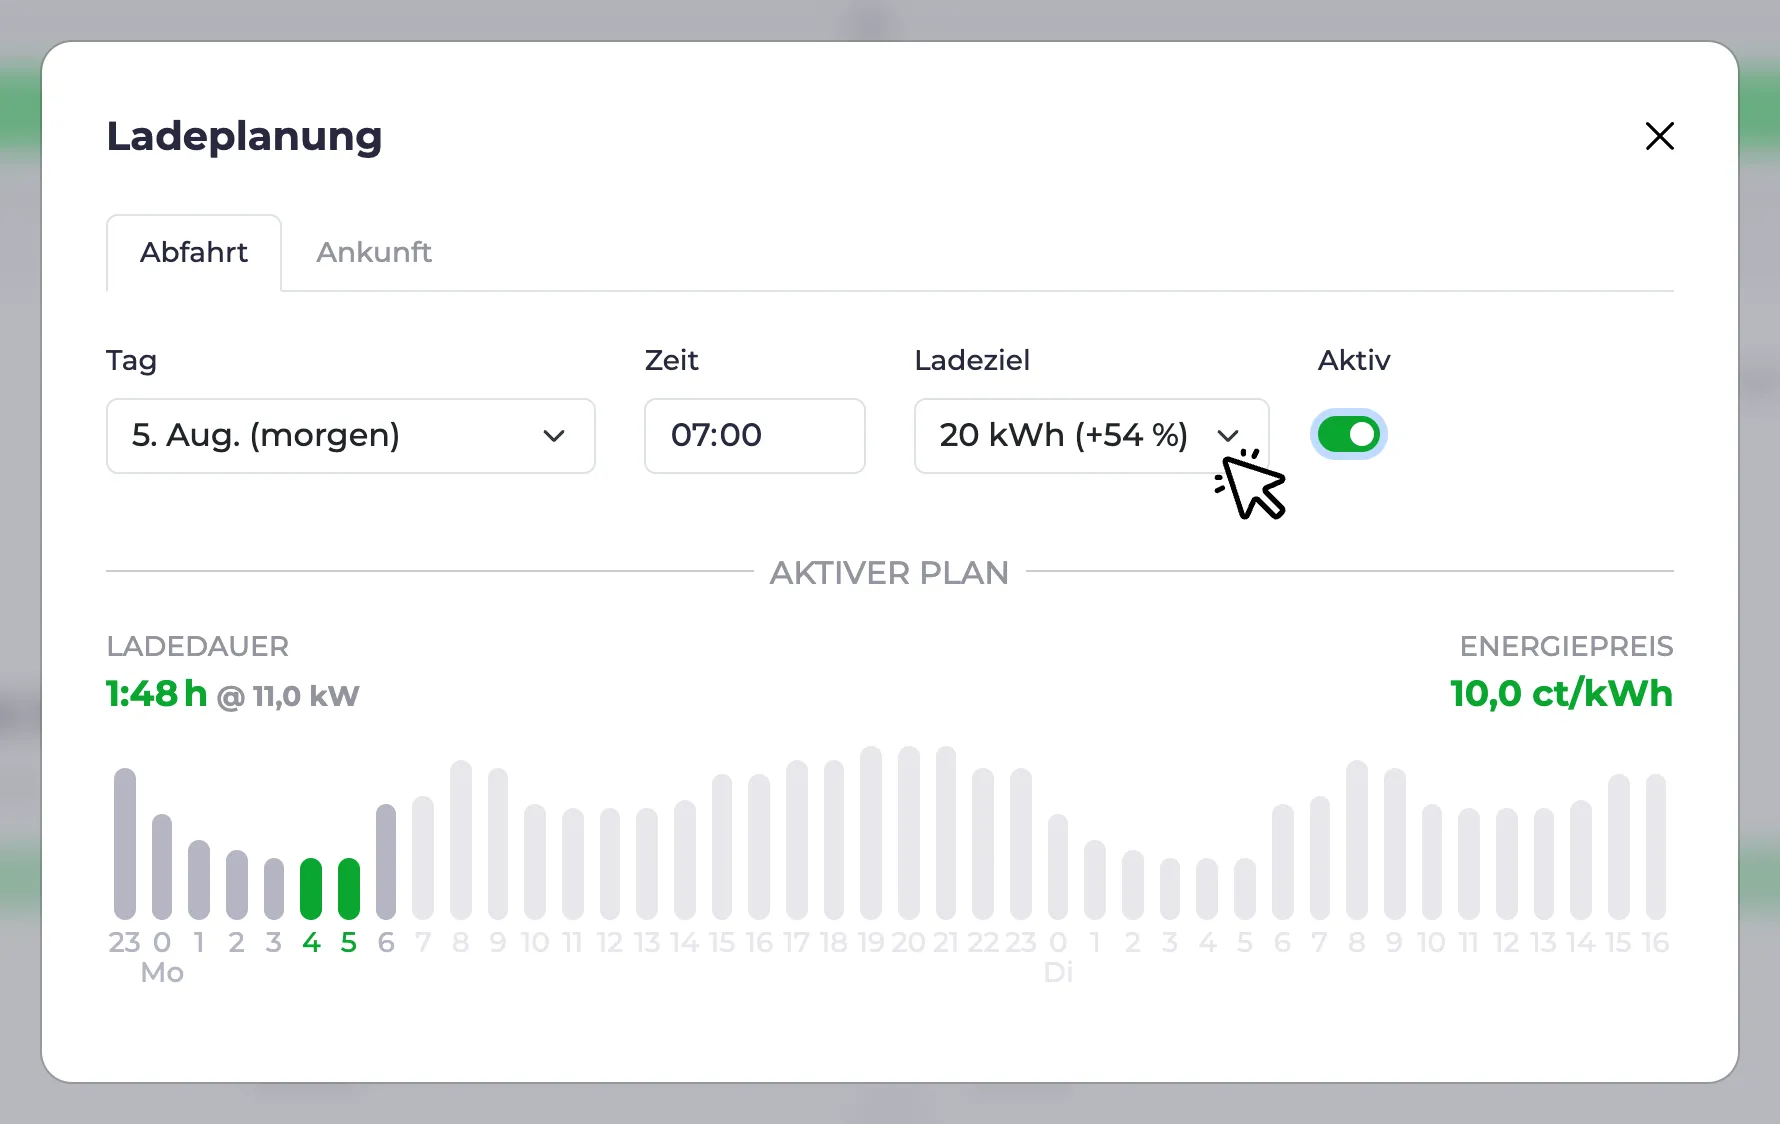 Ladeplanung
Abfahrt Ankunft
Tag Zeit Ladeziel Aktiv
5. Aug. (morgen) 07:00 20 kWh (+54 %)
AKTIVER PLAN
LADEDAUER ENERGIEPREIS
1:48 h @ 11,0 kW 10,0 ct/kWh
23 0 1 2 3 4 5 6 7 8 9 10 11 12 13 14 15 16 17 18 19 20 21 22 23 0 1 2 3 4 5 6 7 8 9 10 11 12 13 14 15 16
Mo Di